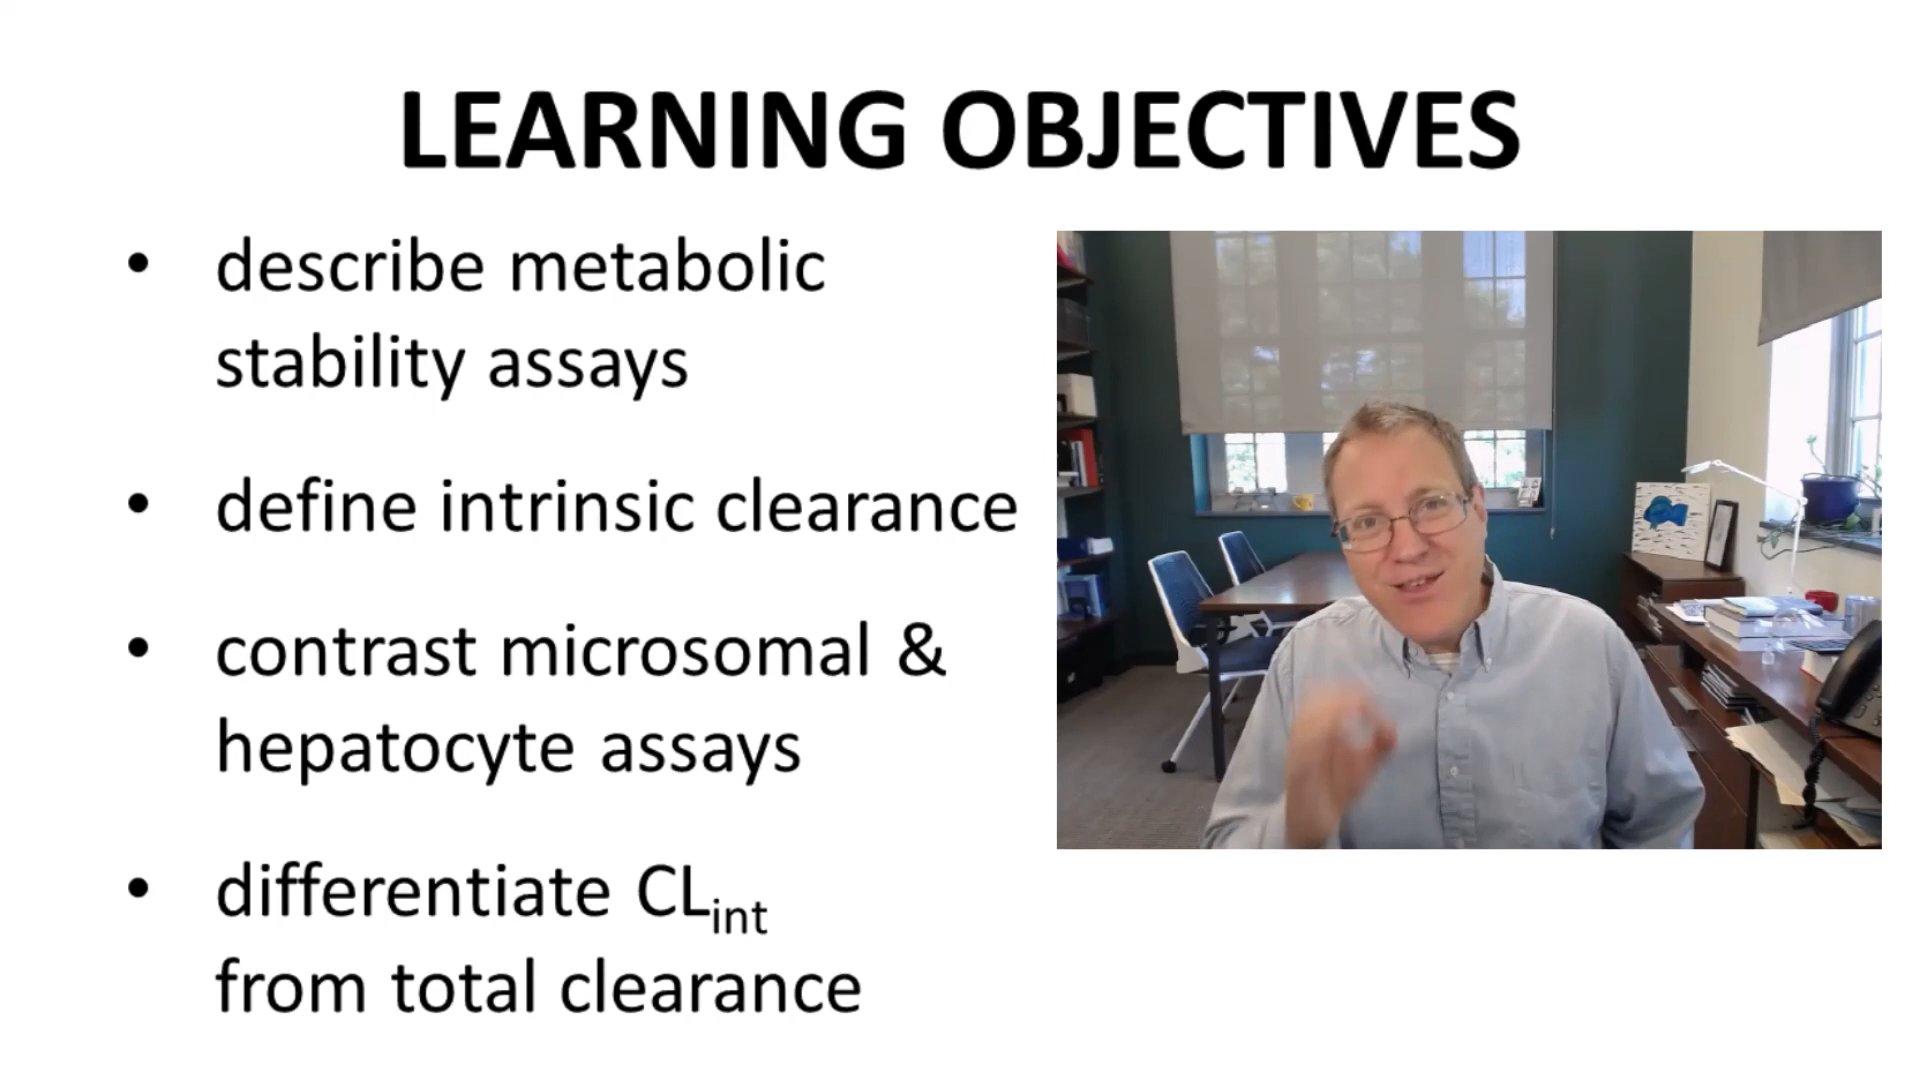 LEARNING OBJECTIVES
• describe metabolic
stability assays
• define intrinsic clearance
• contrast microsomal &
hepatocyte assays
• differentiate CLint
from total clearance